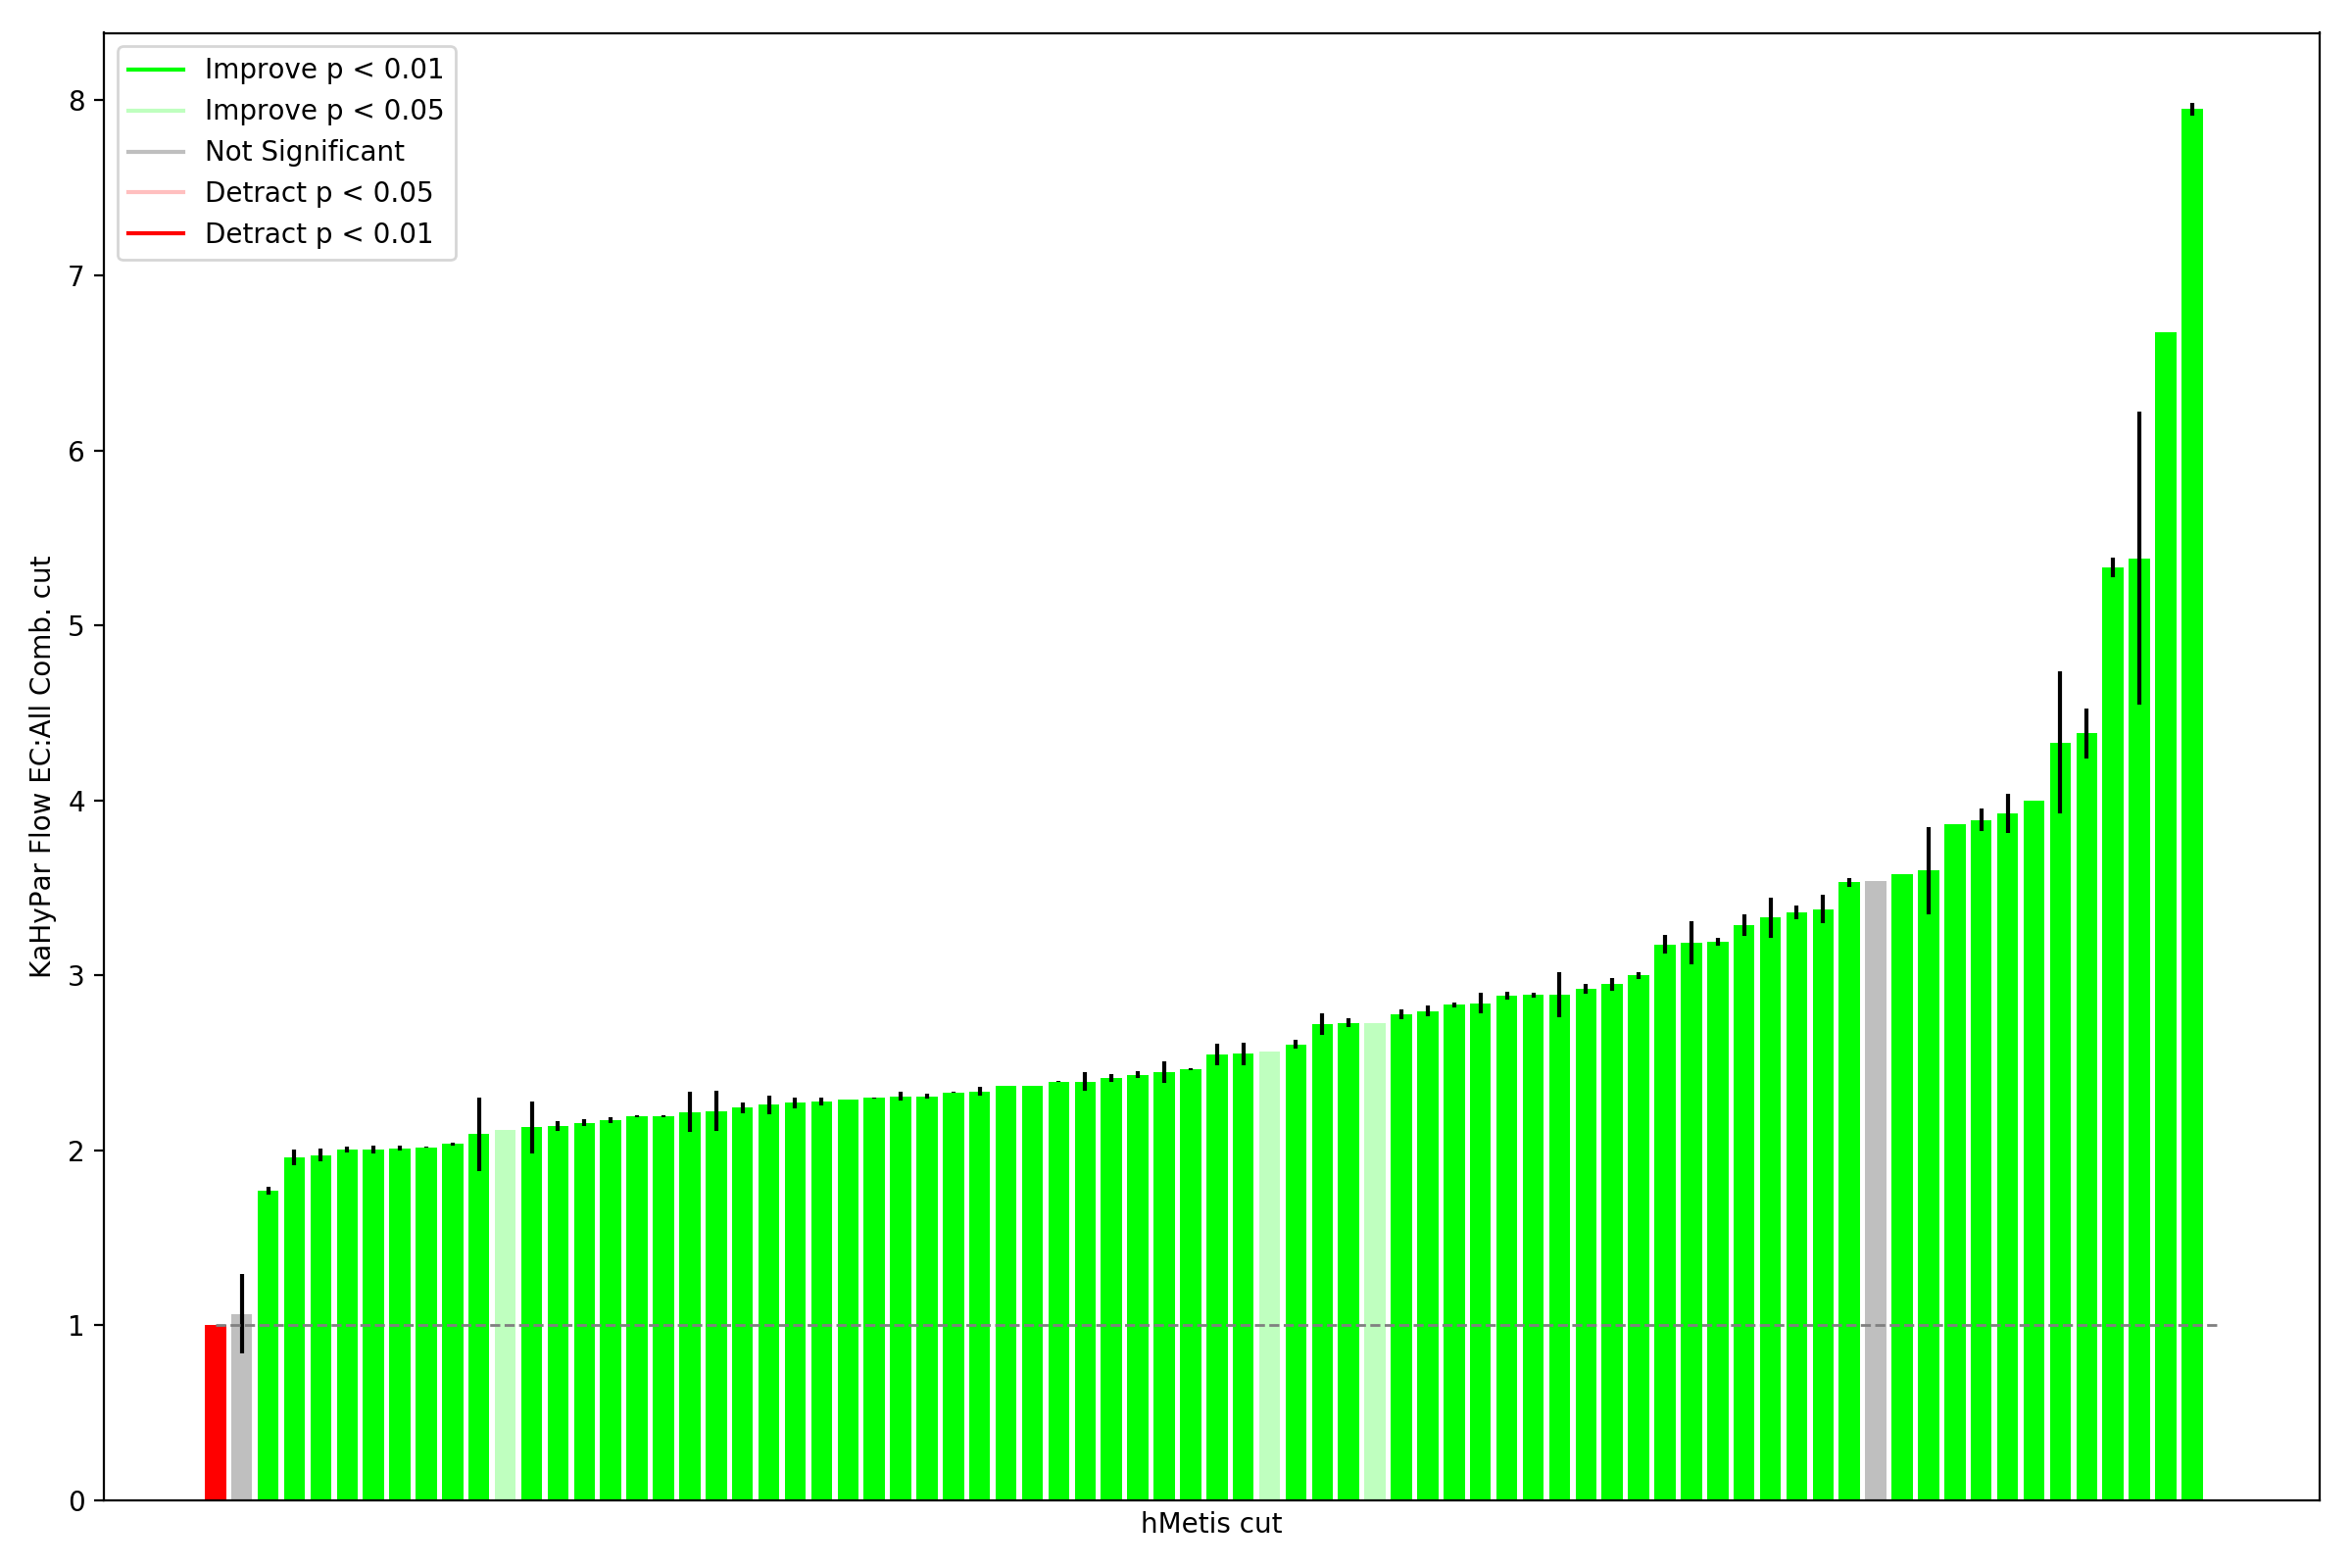 Improve p < 0.01
Improve p < 0.05
Not Significant
Detract p < 0.05
Detract p < 0.01
8
7
6
5
4
3
2
1
0
KaHyPar Flow EC:All Comb. cut
hMetis cut